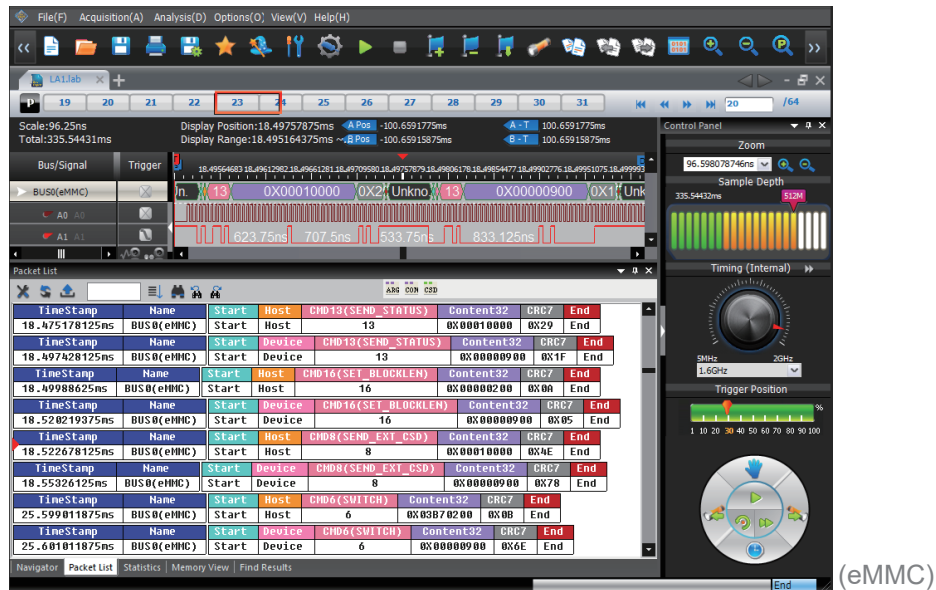 File(F) Acquisition(A) Analysis(D) Options(O) View(V) Help(H)
LA1.lab
P 19 20 21 22 23 24 25 26 27 28 29 30 31 20 /64
Scale:96.25ns Display Position:18.49757875ms A Pos -100.6591775ms A - T 100.6591775ms
Total:335.54431ms Display Range:18.495164375ms ~ B Pos -100.65915875ms B - T 100.65915875ms
Bus/Signal Trigger
BUS0(eMMC) 13 0X00010000 0X2 Unkno 13 0X00000900 0X1 Unk
A0 A0
A1 A1 623.75ns 707.5ns 533.75ns 833.125ns
Packet List
ARG CON CSD
TimeStamp Name Start Host CMD13(SEND_STATUS) Content32 CRC7 End
18.475178125ms BUS0(eMMC) Start Host 13 0X00010000 0X29 End
TimeStamp Name Start Device CMD13(SEND_STATUS) Content32 CRC7 End
18.497428125ms BUS0(eMMC) Start Device 13 0X00000900 0X1F End
TimeStamp Name Start Host CMD16(SET_BLOCKLEN) Content32 CRC7 End
18.49988625ms BUS0(eMMC) Start Host 16 0X00000200 0X0A End
TimeStamp Name Start Device CMD16(SET_BLOCKLEN) Content32 CRC7 End
18.520219375ms BUS0(eMMC) Start Device 16 0X00000900 0X05 End
TimeStamp Name Start Host CMD8(SEND_EXT_CSD) Content32 CRC7 End
18.522678125ms BUS0(eMMC) Start Host 8 0X00010000 0X4E End
TimeStamp Name Start Device CMD8(SEND_EXT_CSD) Content32 CRC7 End
18.55326125ms BUS0(eMMC) Start Device 8 0X00000900 0X78 End
TimeStamp Name Start Host CMD6(SWITCH) Content32 CRC7 End
25.599011875ms BUS0(eMMC) Start Host 6 0X03B70200 0X0B End
TimeStamp Name Start Device CMD6(SWITCH) Content32 CRC7 End
25.601011875ms BUS0(eMMC) Start Device 6 0X00000900 0X6E End
Navigator Packet List Statistics Memory View Find Results
Control Panel
Zoom
96.598078746ns
Sample Depth
335.54432ms 512M
Timing (Internal)
5MHz 2GHz
1.6GHz
Trigger Position
%
1 10 20 30 40 50 60 70 80 90 100
End
(eMMC)